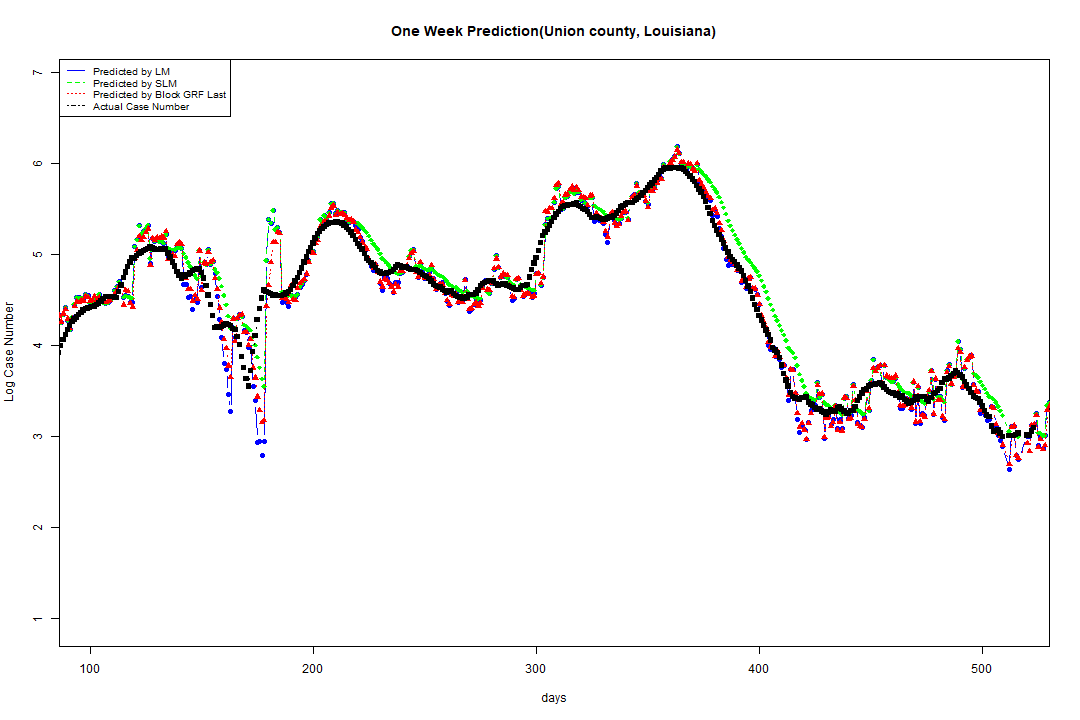 One Week Prediction(Union county, Louisiana)
Predicted by LM
Predicted by SLM
Predicted by Block GRF Last
Actual Case Number
7
6
5
4
3
2
1
Log Case Number
100 200 300 400 500
days